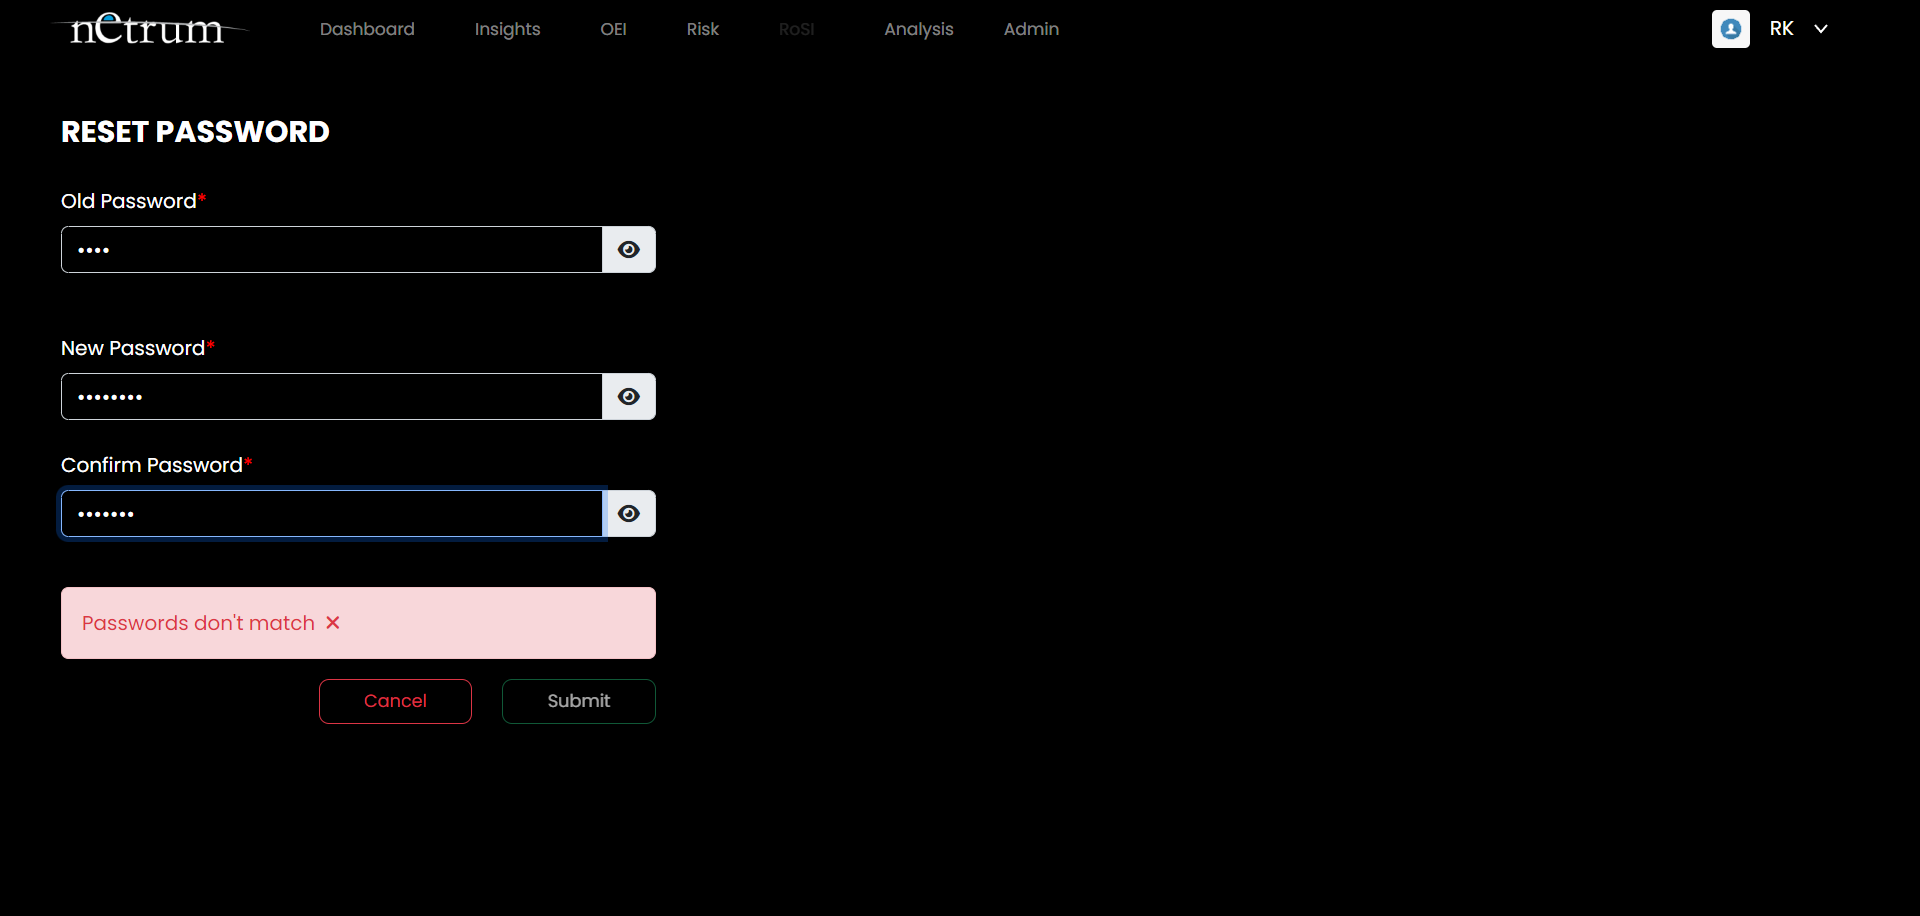 netrum Dashboard Insights OEI Risk RoSI Analysis Admin RK
RESET PASSWORD
Old Password*
••••
New Password*
••••••••
Confirm Password*
•••••••
Passwords don't match ×
Cancel Submit